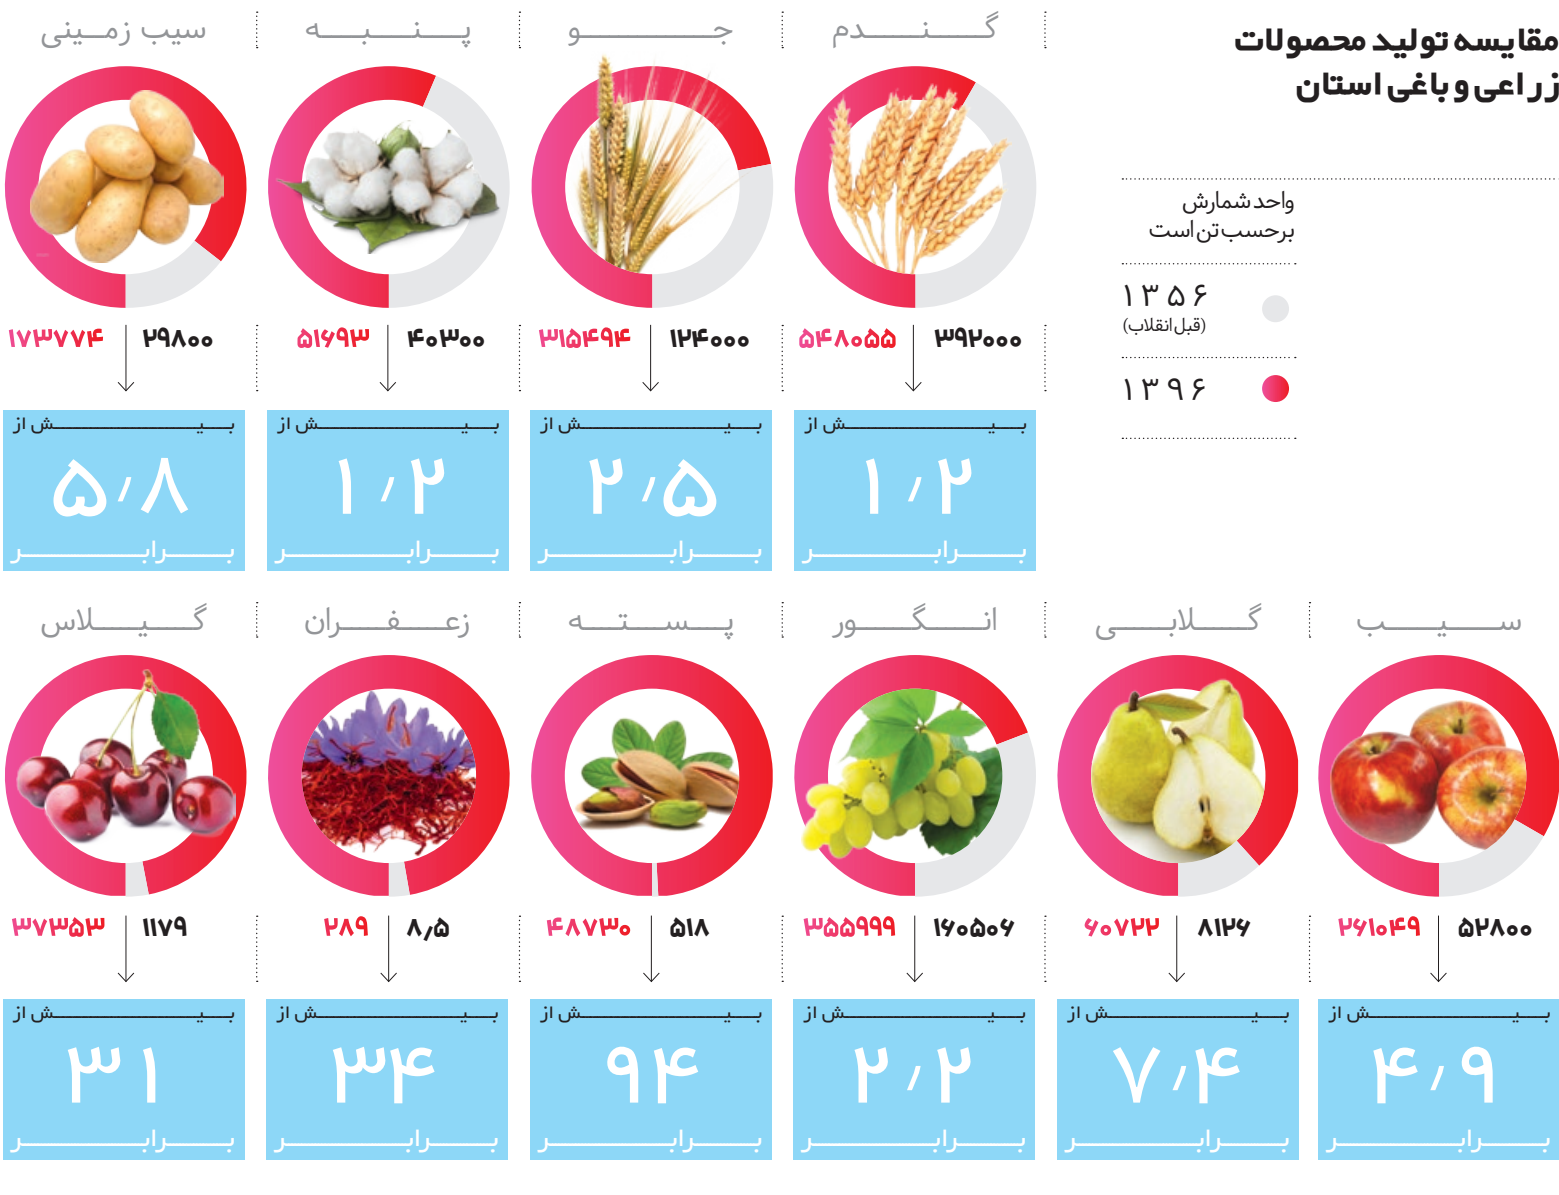 مقایسه تولید محصولات
زراعی و باغی استان
واحد شمارش
برحسب تن است
۱۳۵۶
(قبل انقلاب)
۱۳۹۶
گندم
۳۹۲۰۰۰
۵۴۸۰۵۵
بیش از
۱٫۲
برابر
جو
۱۲۴۰۰۰
۳۱۵۴۹۴
بیش از
۲٫۵
برابر
پنبه
۴۰۳۰۰
۵۱۶۹۳
بیش از
۱٫۲
برابر
سیب زمینی
۲۹۸۰۰
۱۷۳۷۷۴
بیش از
۵٫۸
برابر
سیب
۵۲۸۰۰
۲۶۱۰۴۹
بیش از
۴٫۹
برابر
گلابی
۸۱۲۶
۶۰۷۲۲
بیش از
۷٫۴
برابر
انگور
۱۶۰۵۰۶
۳۵۵۹۹۹
بیش از
۲٫۲
برابر
پسته
۵۱۸
۴۸۷۳۰
بیش از
۹۴
برابر
زعفران
۸٫۵
۲۸۹
بیش از
۳۴
برابر
گیلاس
۱۱۷۹
۳۷۳۵۳
بیش از
۳۱
برابر